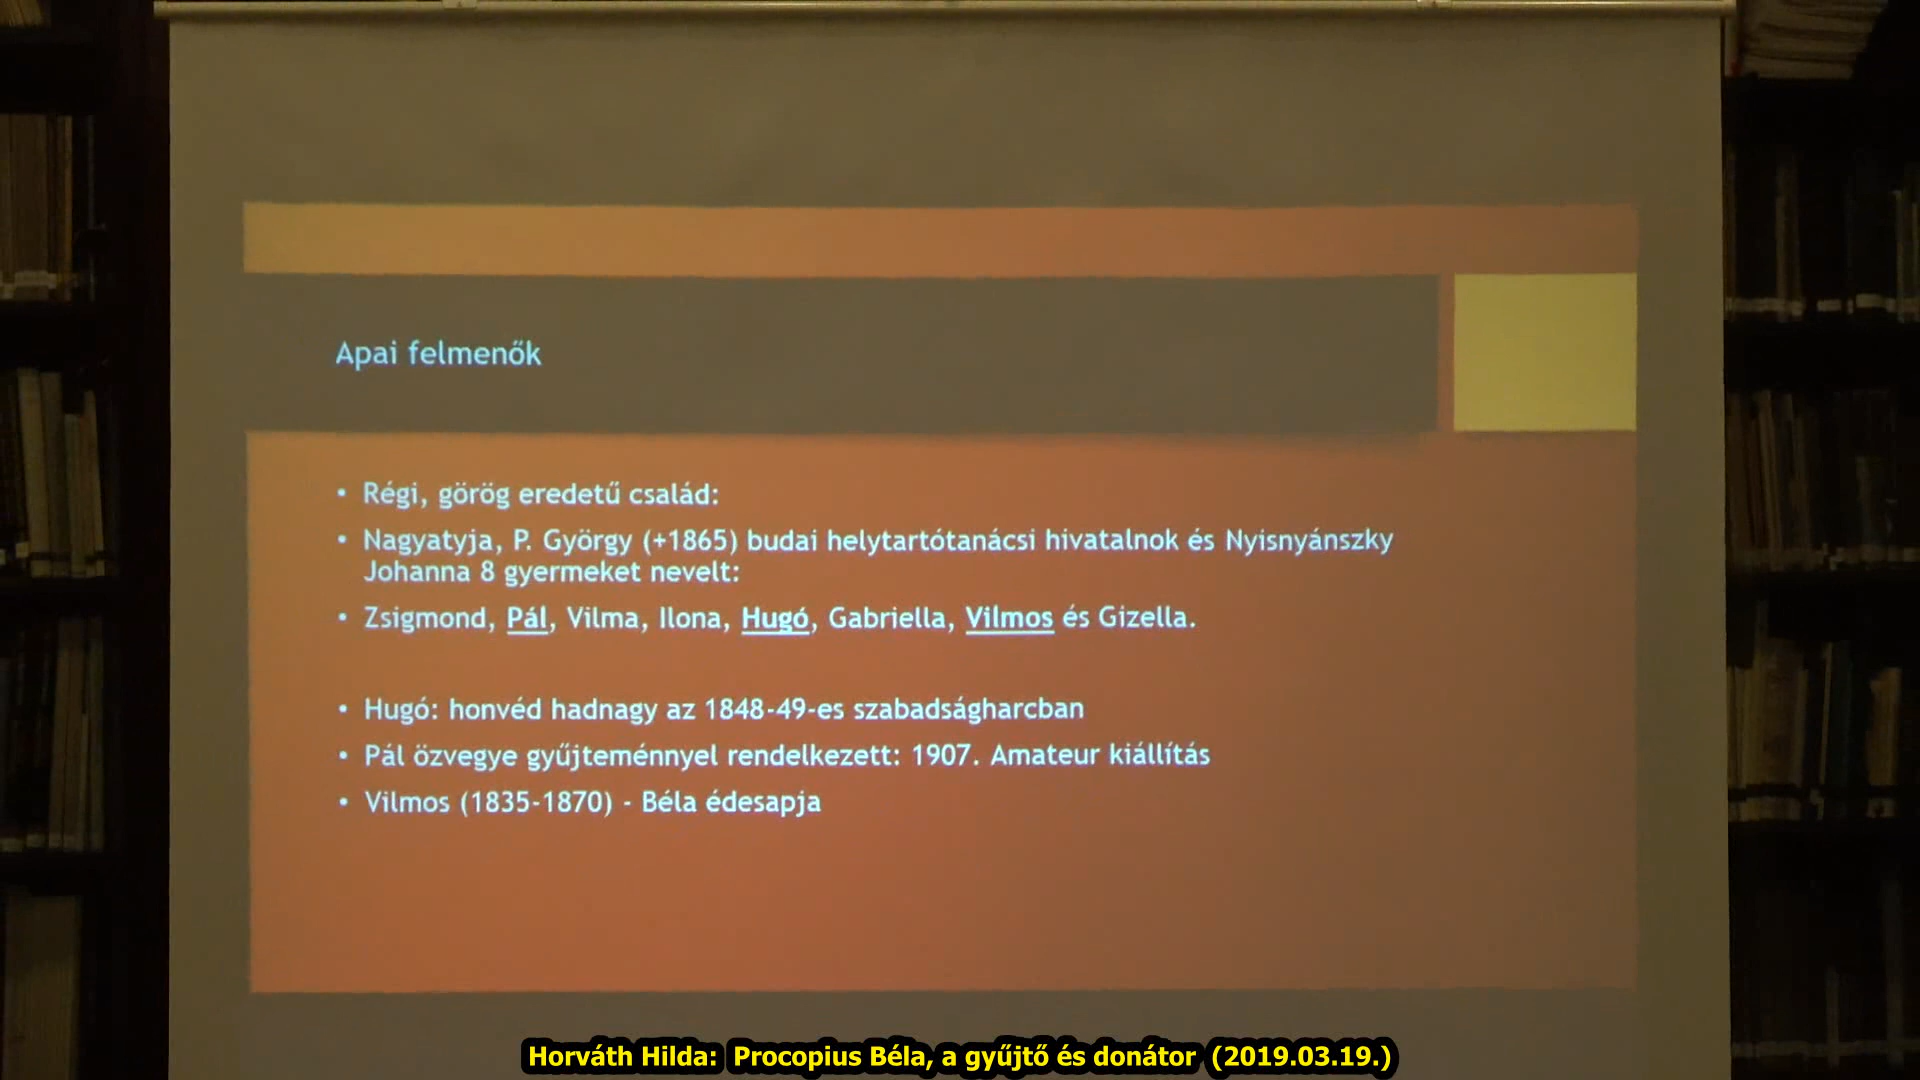 Apai felmenők
• Régi, görög eredetű család:
• Nagyatyja, P. György (+1865) budai helytartótanácsi hivatalnok és Nyisnyánszky
Johanna 8 gyermeket nevelt:
• Zsigmond, Pál, Vilma, Ilona, Hugó, Gabriella, Vilmos és Gizella.
• Hugó: honvéd hadnagy az 1848-49-es szabadságharcban
• Pál özvegye gyűjteménnyel rendelkezett: 1907. Amateur kiállítás
• Vilmos (1835-1870) - Béla édesapja
Horváth Hilda: Procopius Béla, a gyűjtő és donátor (2019.03.19.)